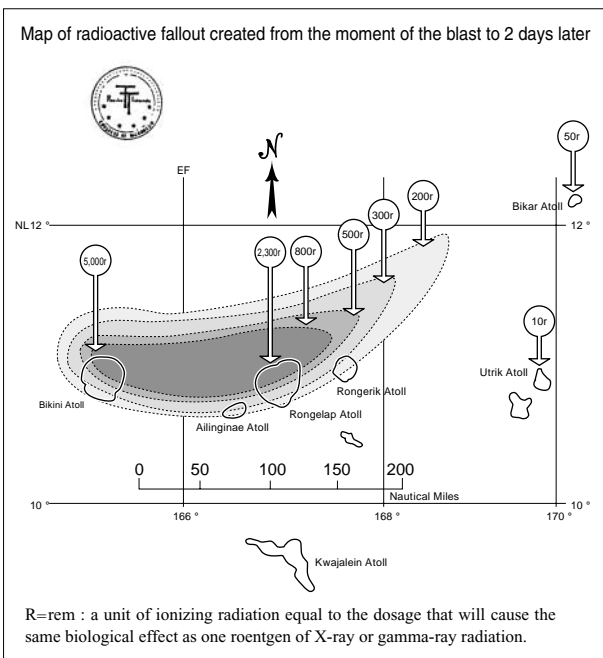 Map of radioactive fallout created from the moment of the blast to 2 days later
EF
N
50r
Bikar Atoll
200r
300r
500r
NL 12 °
12 °
5,000r
2,300r
800r
10r
Utrik Atoll
Rongerik Atoll
Bikini Atoll
Rongelap Atoll
Ailinginae Atoll
0 50 100 150 200
Nautical Miles
10 °
10 °
166 °
168 °
170 °
Kwajalein Atoll
R=rem : a unit of ionizing radiation equal to the dosage that will cause the
same biological effect as one roentgen of X-ray or gamma-ray radiation.